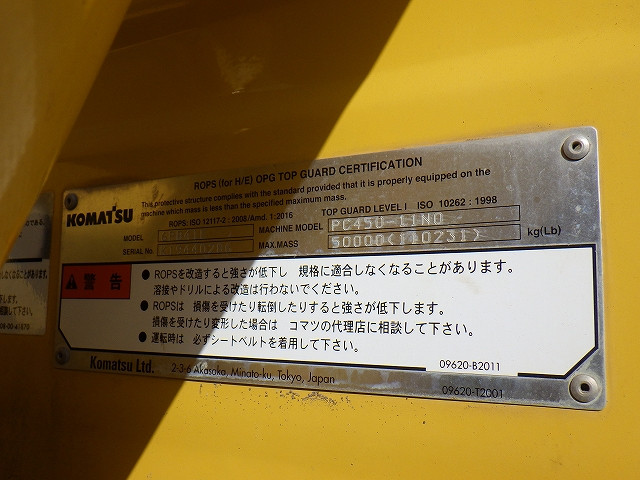 ROPS (for H/E) OPG TOP GUARD CERTIFICATION
This protective structure complies with the standard provided that it is properly equipped on the
machine which mass is less than the specified maximum mass.
KOMATSU
ROPS: ISO 12117-2 : 2008/Amd. 1:2016 TOP GUARD LEVEL I ISO 10262 : 1998
MODEL MACHINE MODEL PC450-11N0
SERIAL No. MAX.MASS 50000(110231) kg(Lb)
警告
● ROPSを改造すると強さが低下し 規格に適合しなくなることがあります。
溶接やドリルによる改造は行わないでください。
● ROPSは 損傷を受けたり転倒したりすると強さが低下します。
損傷を受けたり変形した場合は コマツの代理店に相談して下さい。
● 運転時は 必ずシートベルトを着用して下さい。
09620-B2011
Komatsu Ltd. 2-3-6 Akasaka, Minato-ku, Tokyo, Japan
09620-T2001